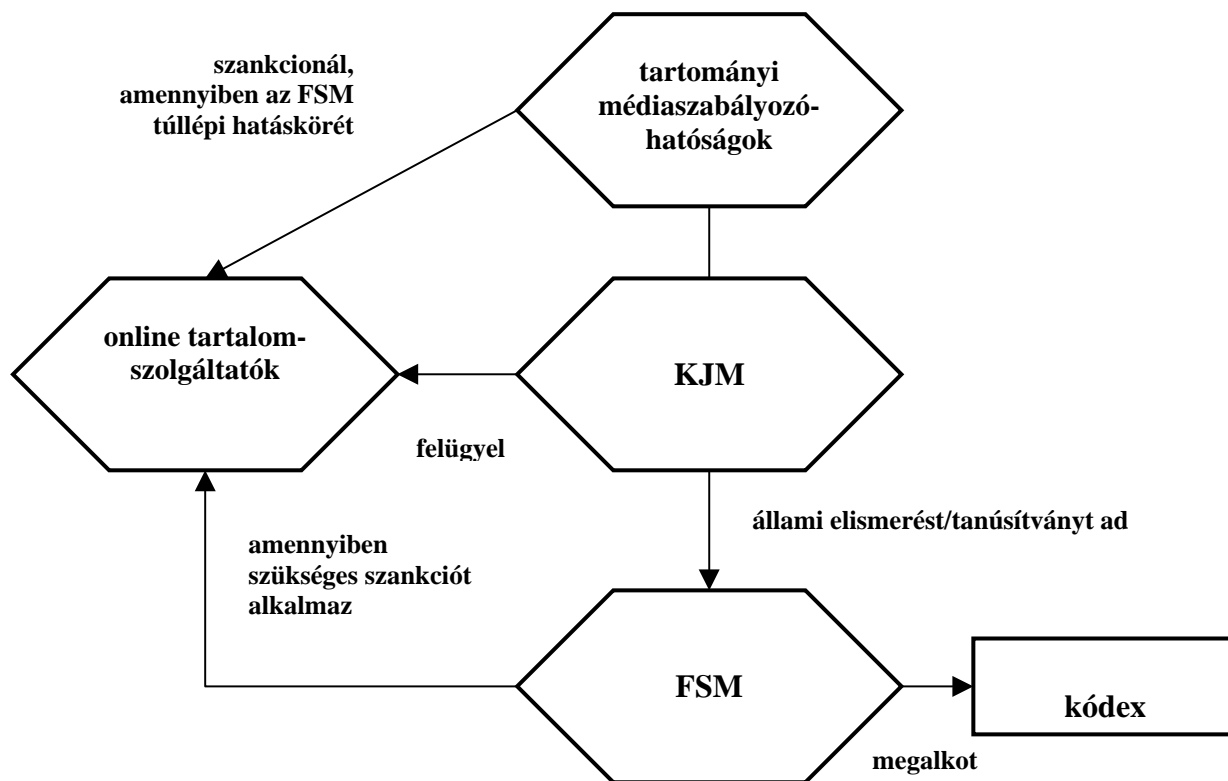 szankcionál,
amennyiben az FSM
túllépi hatáskörét
tartományi
médiaszabályozó-
hatóságok
online tartalom-
szolgáltatók
KJM
felügyel
állami elismerést/tanúsítványt ad
amennyiben
szükséges szankciót
alkalmaz
FSM
kódex
megalkot